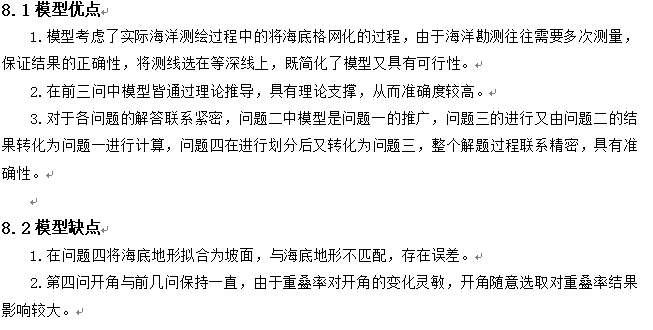 8.1模型优点
1.模型考虑了实际海洋测绘过程中的将海底格网化的过程，由于海洋勘测往往需要多次测量，
保证结果的正确性，将测线选在等深线上，既简化了模型又具有可行性。
2.在前三问中模型皆通过理论推导，具有理论支撑，从而准确度较高。
3.对于各问题的解答联系紧密，问题二中模型是问题一的推广，问题三的进行又由问题二的结
果转化为问题一进行计算，问题四在进行划分后又转化为问题三，整个解题过程联系精密，具有准
确性。
8.2模型缺点
1.在问题四将海底地形拟合为坡面，与海底地形不匹配，存在误差。
2.第四问开角与前几问保持一直，由于重叠率对开角的变化灵敏，开角随意选取对重叠率结果
影响较大。